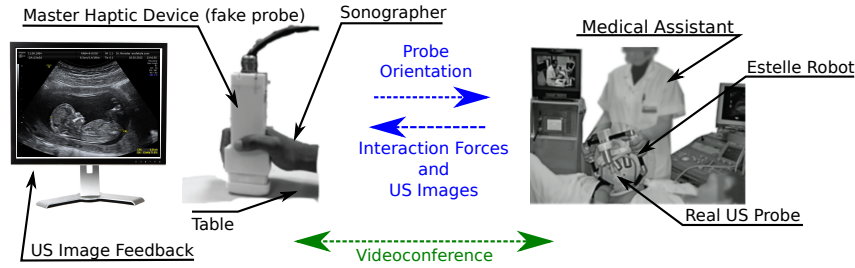 Master Haptic Device (fake probe)
Sonographer
Medical Assistant
Probe
Orientation
Estelle Robot
Interaction Forces
and
US Images
Real US Probe
Table
US Image Feedback
Videoconference